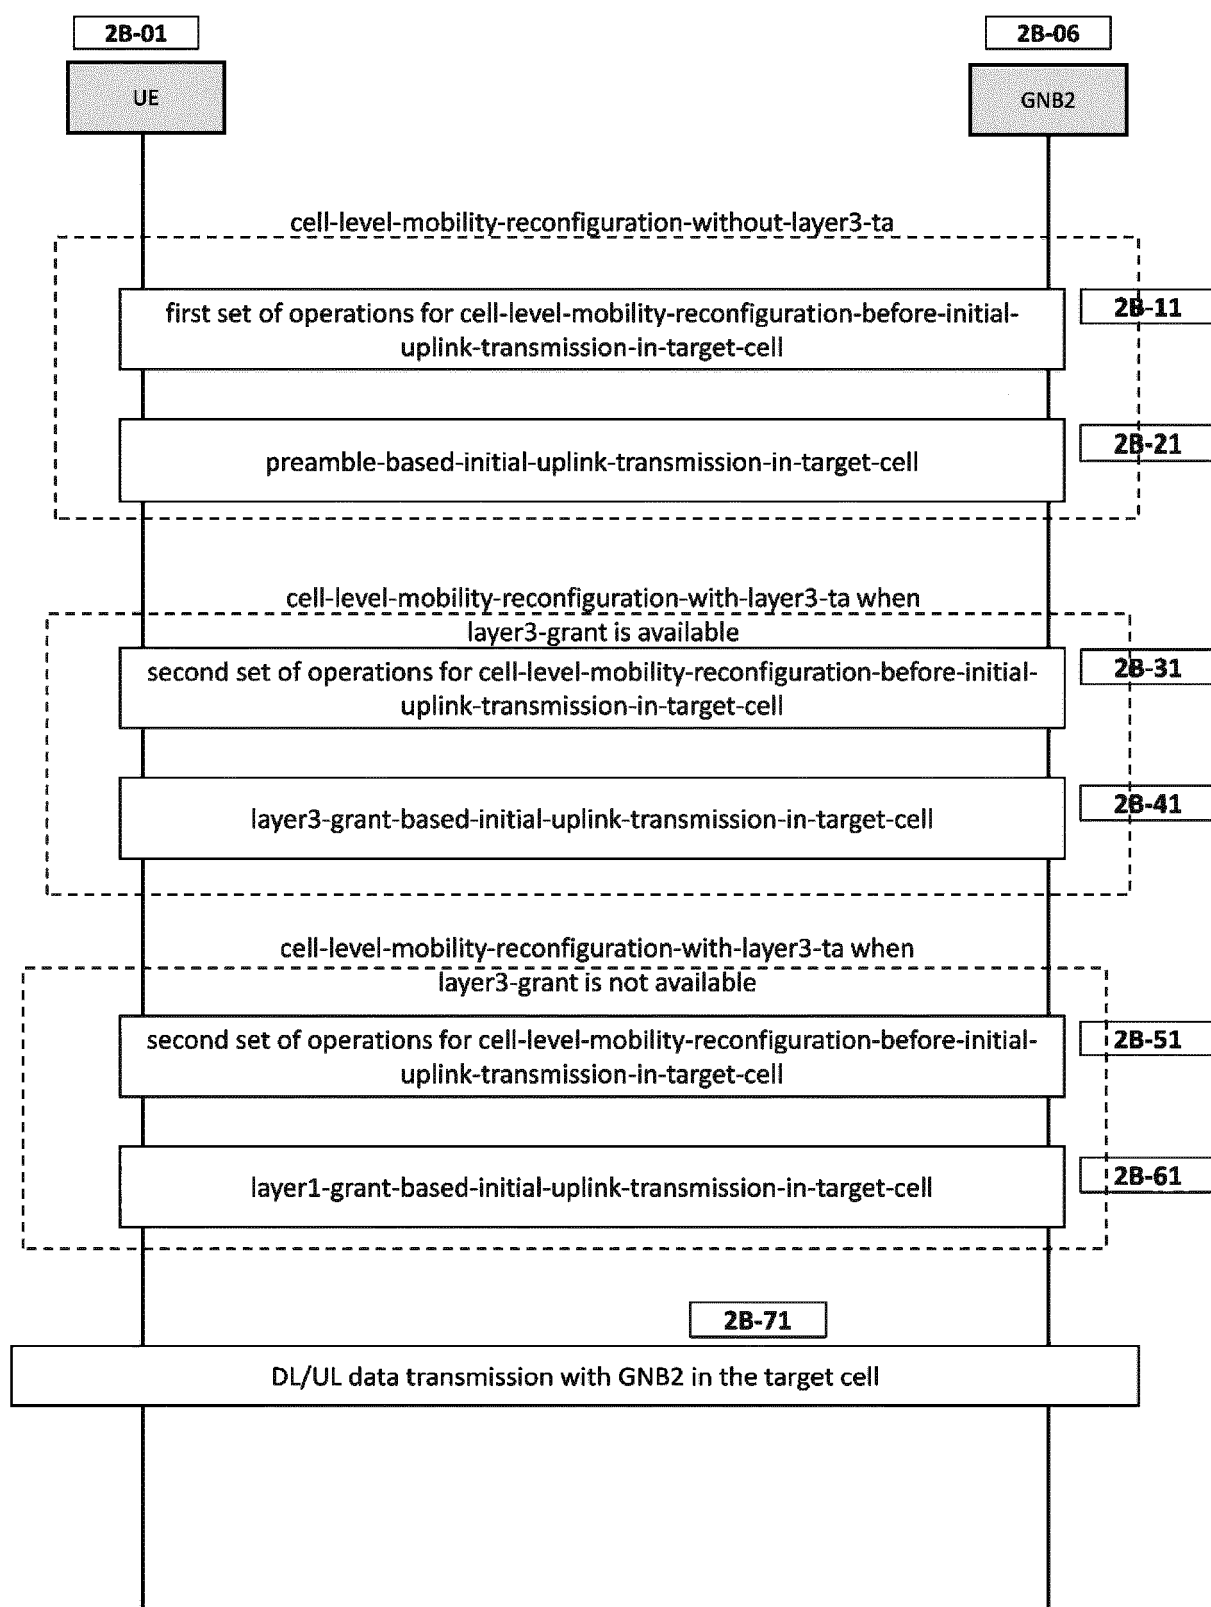 2B-01
2B-06
UE
GNB2
cell-level-mobility-reconfiguration-without-layer3-ta
first set of operations for cell-level-mobility-reconfiguration-before-initial-
uplink-transmission-in-target-cell
2B-11
preamble-based-initial-uplink-transmission-in-target-cell
2B-21
cell-level-mobility-reconfiguration-with-layer3-ta when
layer3-grant is available
second set of operations for cell-level-mobility-reconfiguration-before-initial-
uplink-transmission-in-target-cell
2B-31
layer3-grant-based-initial-uplink-transmission-in-target-cell
2B-41
cell-level-mobility-reconfiguration-with-layer3-ta when
layer3-grant is not available
second set of operations for cell-level-mobility-reconfiguration-before-initial-
uplink-transmission-in-target-cell
2B-51
layer1-grant-based-initial-uplink-transmission-in-target-cell
2B-61
2B-71
DL/UL data transmission with GNB2 in the target cell